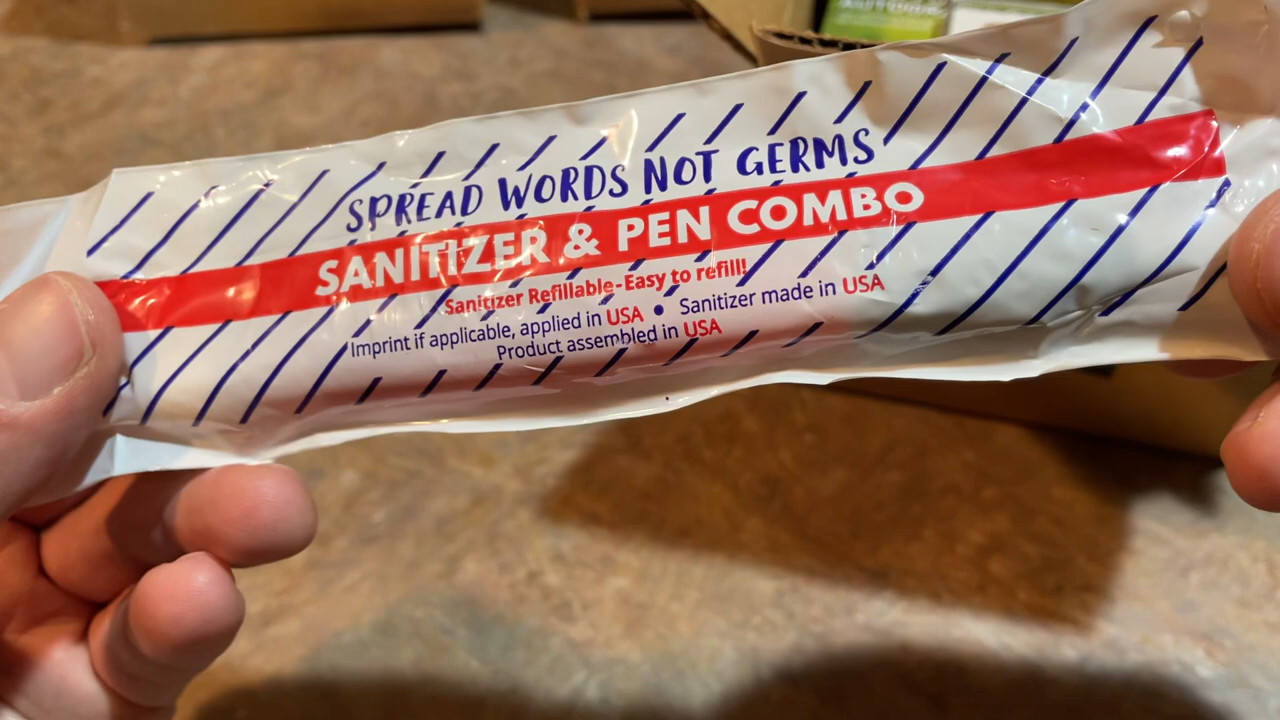 SPREAD WORDS NOT GERMS
SANITIZER & PEN COMBO
Sanitizer Refillable-Easy to refill!
Imprint if applicable, applied in USA • Sanitizer made in USA
Product assembled in USA